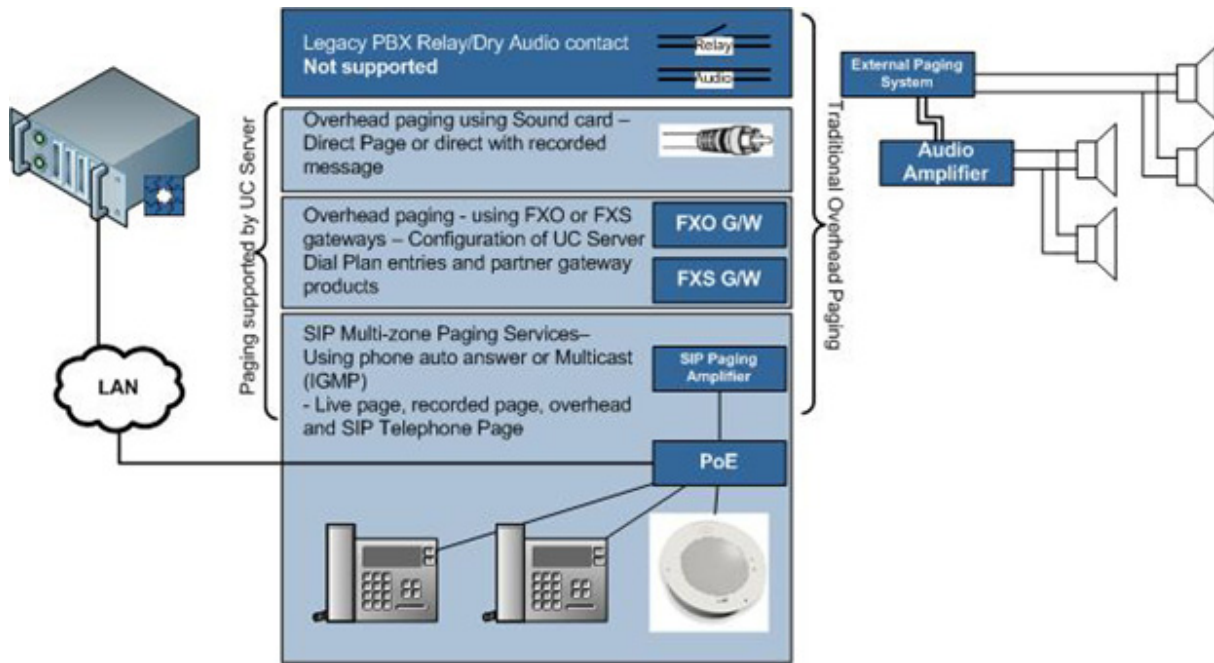 Legacy PBX Relay/Dry Audio contact
Not supported
Relay
Audio
Overhead paging using Sound card –
Direct Page or direct with recorded
message
Overhead paging - using FXO or FXS
gateways – Configuration of UC Server
Dial Plan entries and partner gateway
products
FXO G/W
FXS G/W
SIP Multi-zone Paging Services–
Using phone auto answer or Multicast
(IGMP)
- Live page, recorded page, overhead
and SIP Telephone Page
SIP Paging
Amplifier
PoE
LAN
Paging supported by UC Server
Traditional Overhead Paging
External Paging
System
Audio
Amplifier